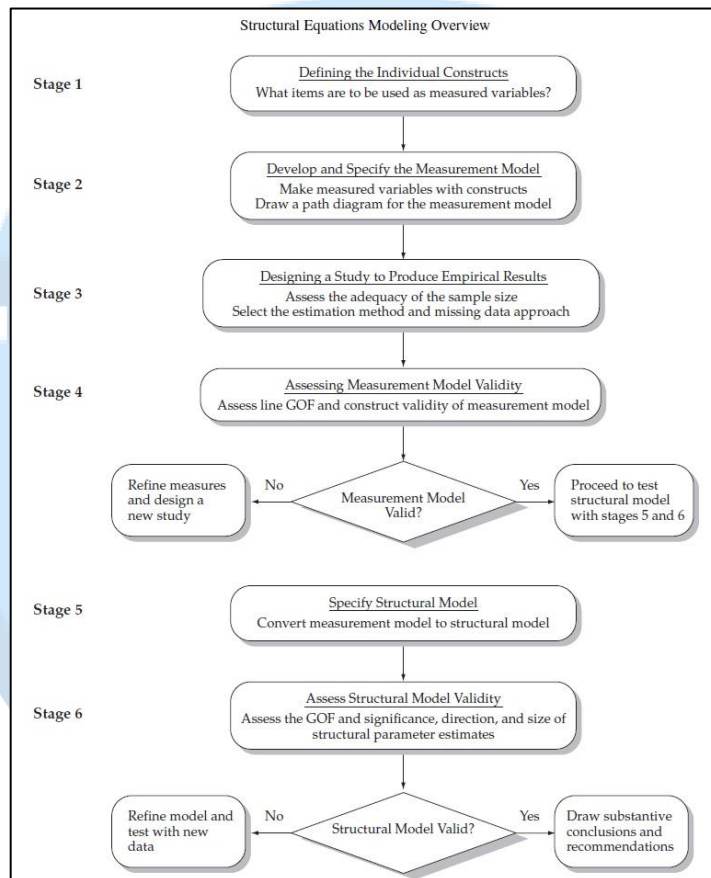 Structural Equations Modeling Overview
Stage 1
Defining the Individual Constructs
What items are to be used as measured variables?
Stage 2
Develop and Specify the Measurement Model
Make measured variables with constructs
Draw a path diagram for the measurement model
Stage 3
Designing a Study to Produce Empirical Results
Assess the adequacy of the sample size
Select the estimation method and missing data approach
Stage 4
Assessing Measurement Model Validity
Assess line GOF and construct validity of measurement model
Refine measures
and design a
new study
No
Measurement Model
Valid?
Yes
Proceed to test
structural model
with stages 5 and 6
Stage 5
Specify Structural Model
Convert measurement model to structural model
Stage 6
Assess Structural Model Validity
Assess the GOF and significance, direction, and size of
structural parameter estimates
Refine model and
test with new
data
No
Structural Model Valid?
Yes
Draw substantive
conclusions and
recommendations